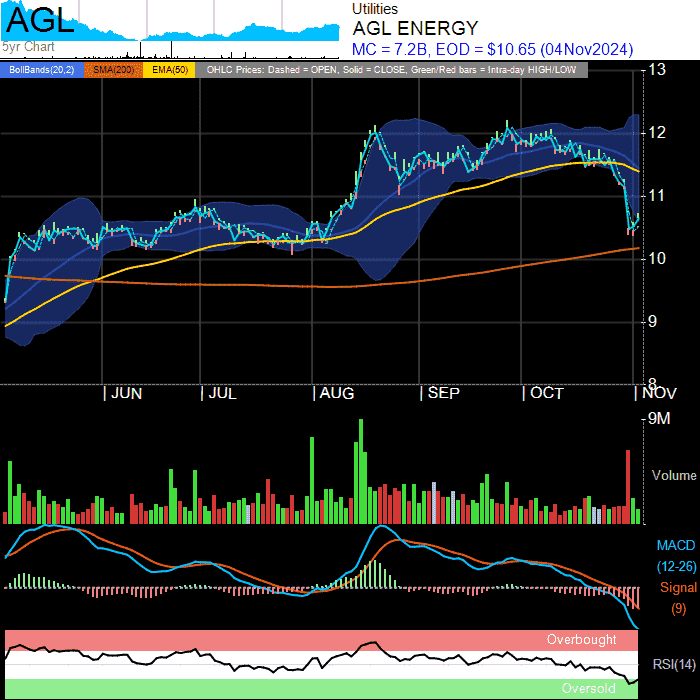 AGL
5yr Chart
Utilities
AGL ENERGY
MC = 7.2B, EOD = $10.65 (04Nov2024)
BollBands(20,2) SMA(200) EMA(50) OHLC Prices: Dashed = OPEN, Solid = CLOSE, Green/Red bars = Intra-day HIGH/LOW
13
12
11
10
9
8
JUN JUL AUG SEP OCT NOV
9M
Volume
MACD
(12-26)
Signal
(9)
Overbought
RSI(14)
Oversold